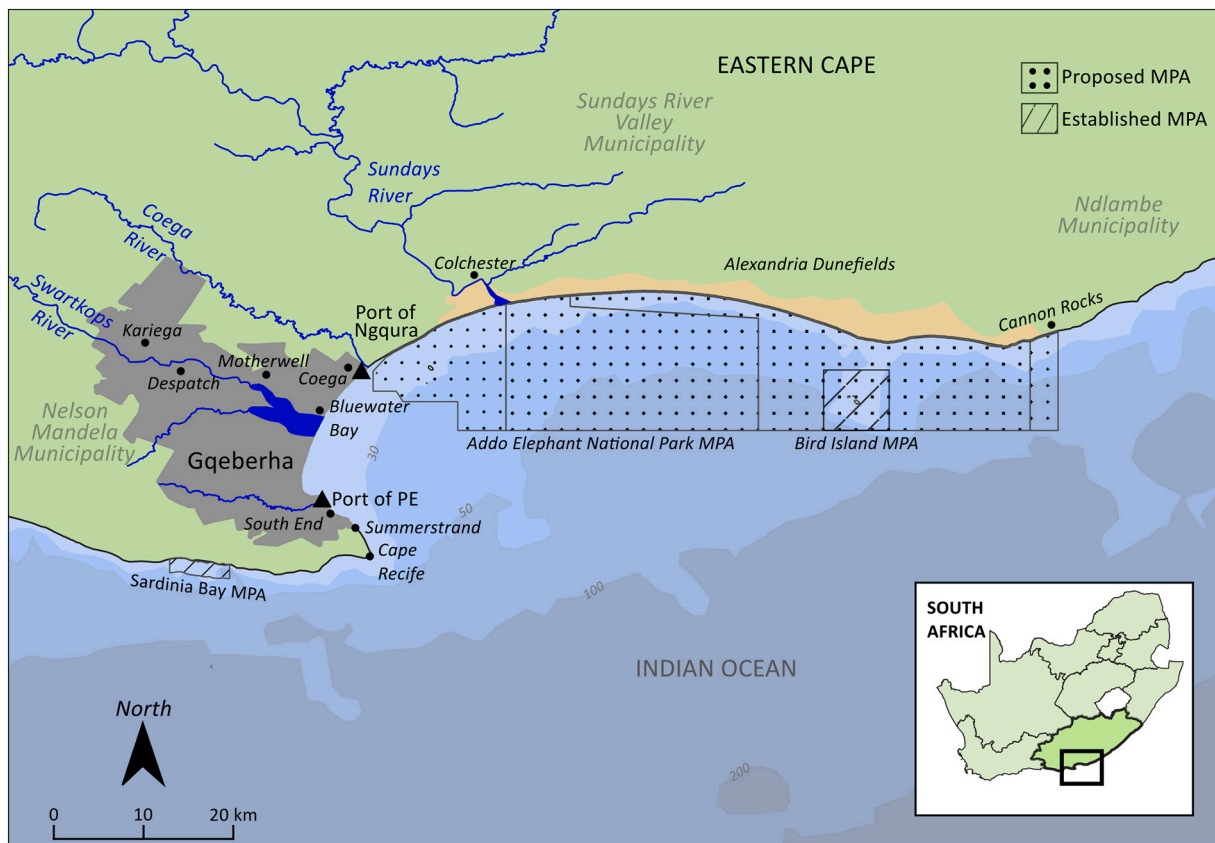 EASTERN CAPE
Proposed MPA
Established MPA
Sundays River
Valley
Municipality
Sundays
River
Ndlambe
Municipality
Coega
River
Colchester
Alexandria Dunefields
Swartkops
River
Port of
Ngqura
Cannon Rocks
Kariega
Motherwell
Coega
Despatch
0
0
Bluewater
Bay
Nelson
Mandela
Municipality
Addo Elephant National Park MPA
Bird Island MPA
30
Gqeberha
Port of PE
50
South End
Summerstrand
Cape
Recife
Sardinia Bay MPA
100
SOUTH
AFRICA
INDIAN OCEAN
North
200
0 10 20 km